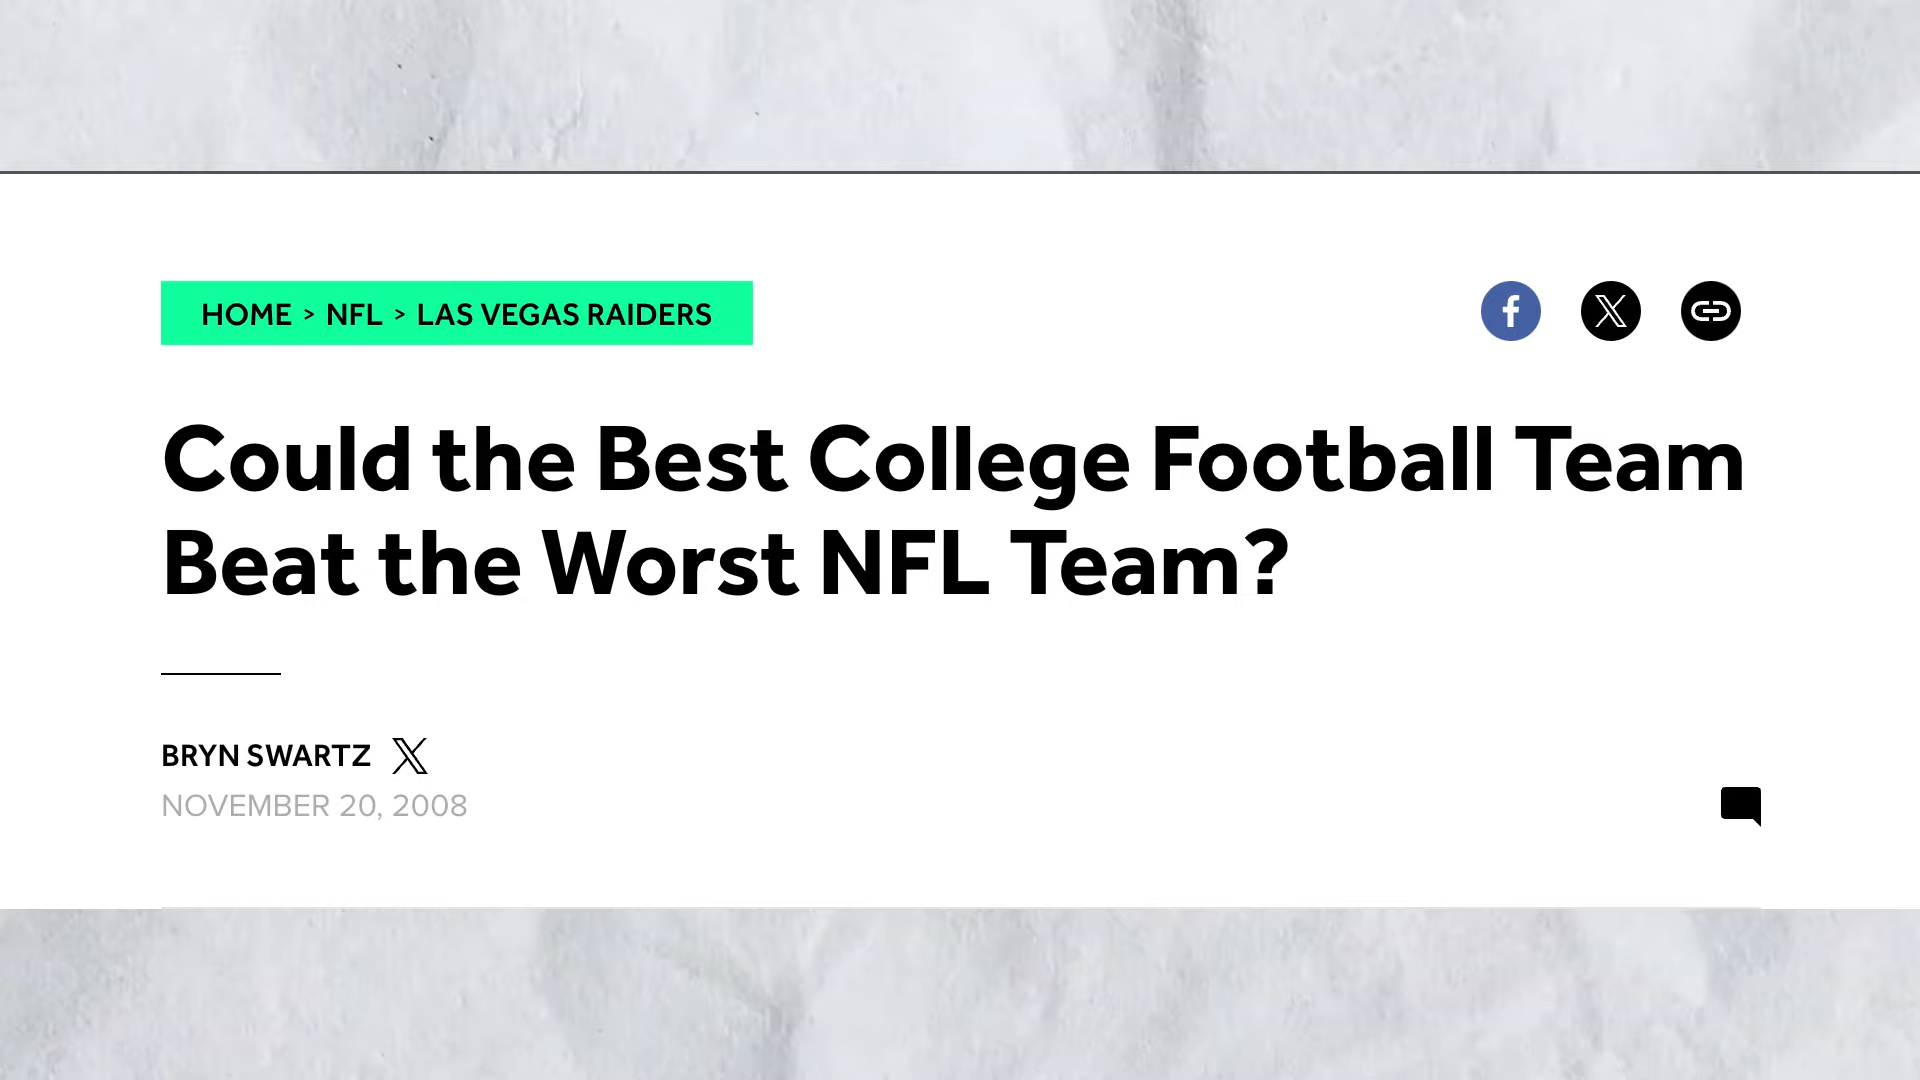 HOME > NFL > LAS VEGAS RAIDERS
Could the Best College Football Team
Beat the Worst NFL Team?
BRYN SWARTZ
NOVEMBER 20, 2008